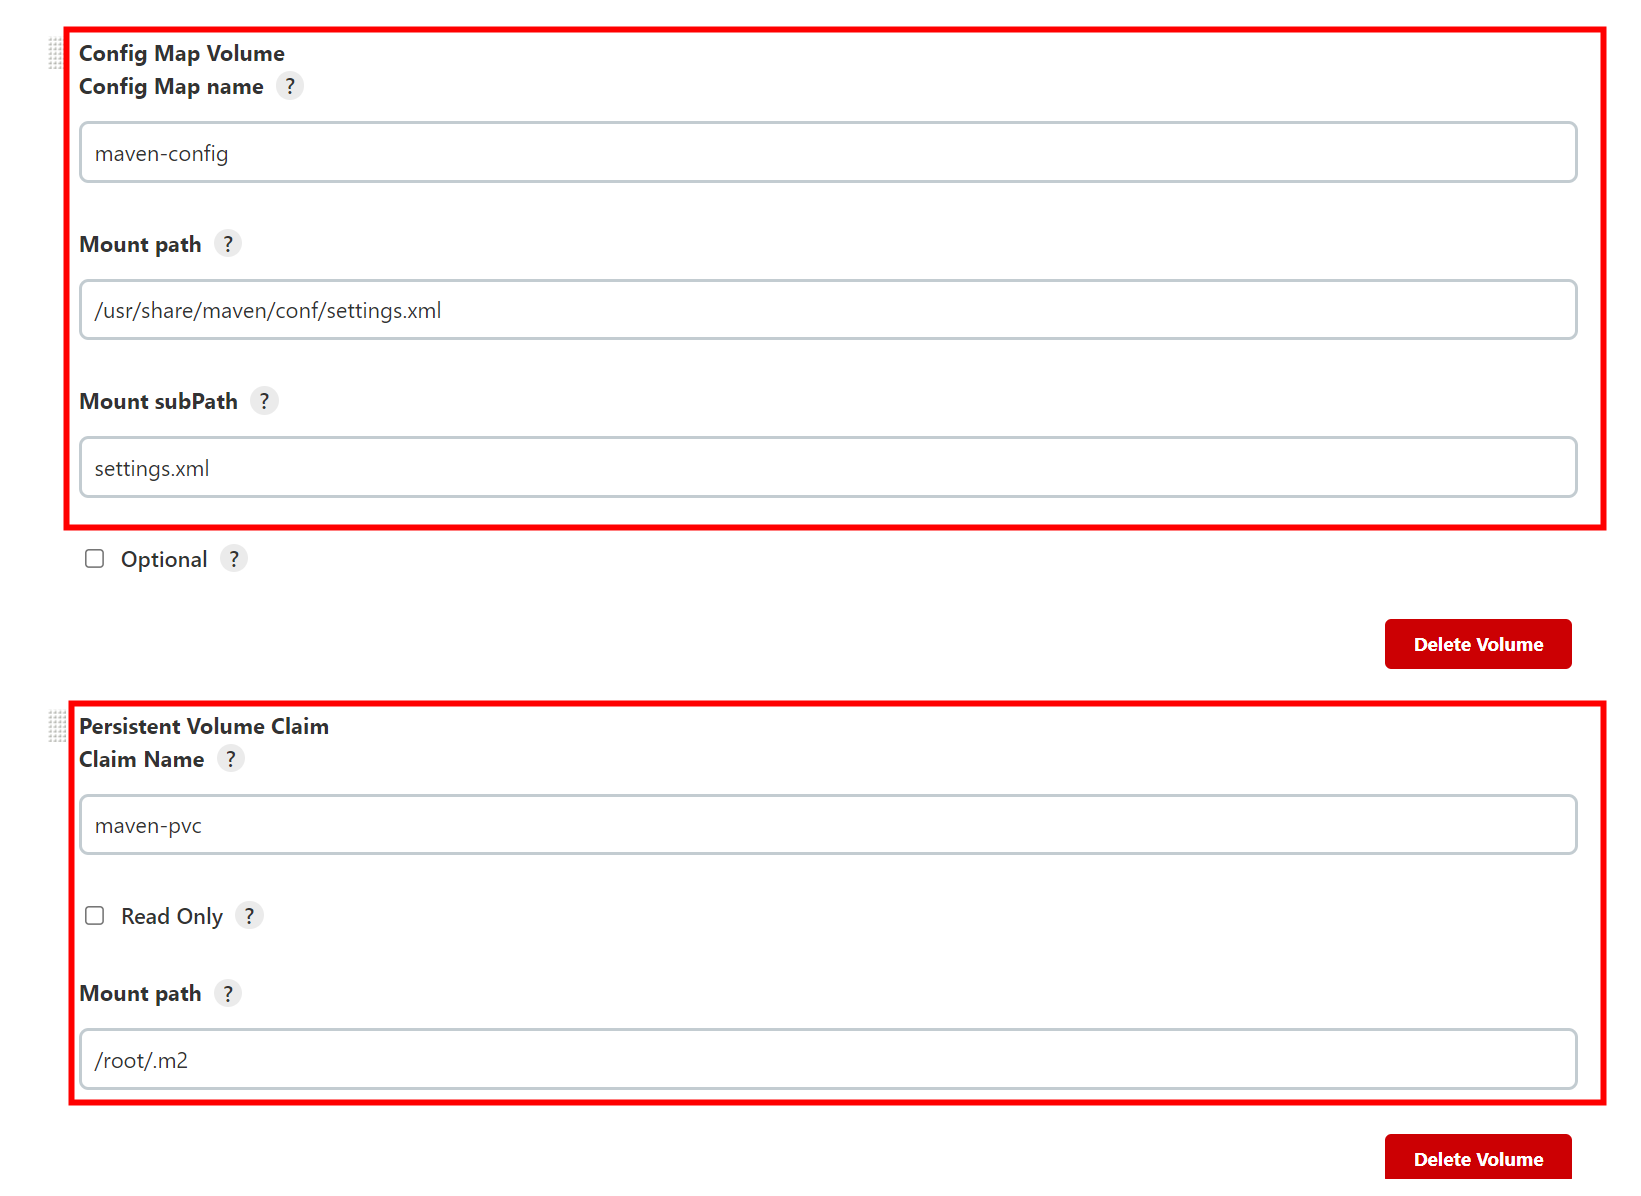 Config Map Volume
Config Map name ?
maven-config
Mount path ?
/usr/share/maven/conf/settings.xml
Mount subPath ?
settings.xml
Optional ?
Delete Volume
Persistent Volume Claim
Claim Name ?
maven-pvc
Read Only ?
Mount path ?
/root/.m2
Delete Volume